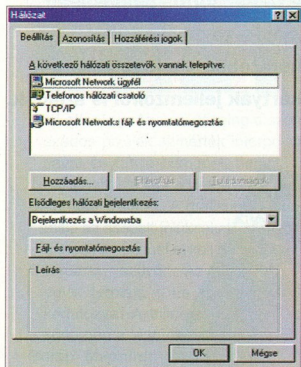 Hálózat
Beállítás Azonosítás Hozzáférési jogok
A következő hálózati összetevők vannak telepítve:
Microsoft Network ügyfél
Telefonos hálózati csatoló
TCP/IP
Microsoft Networks fájl- és nyomtatómegosztás
Hozzáadás... Eltávolítás Tulajdonságok
Elsődleges hálózati bejelentkezés:
Bejelentkezés a Windowsba
Fájl- és nyomtatómegosztás
Leírás
OK Mégse